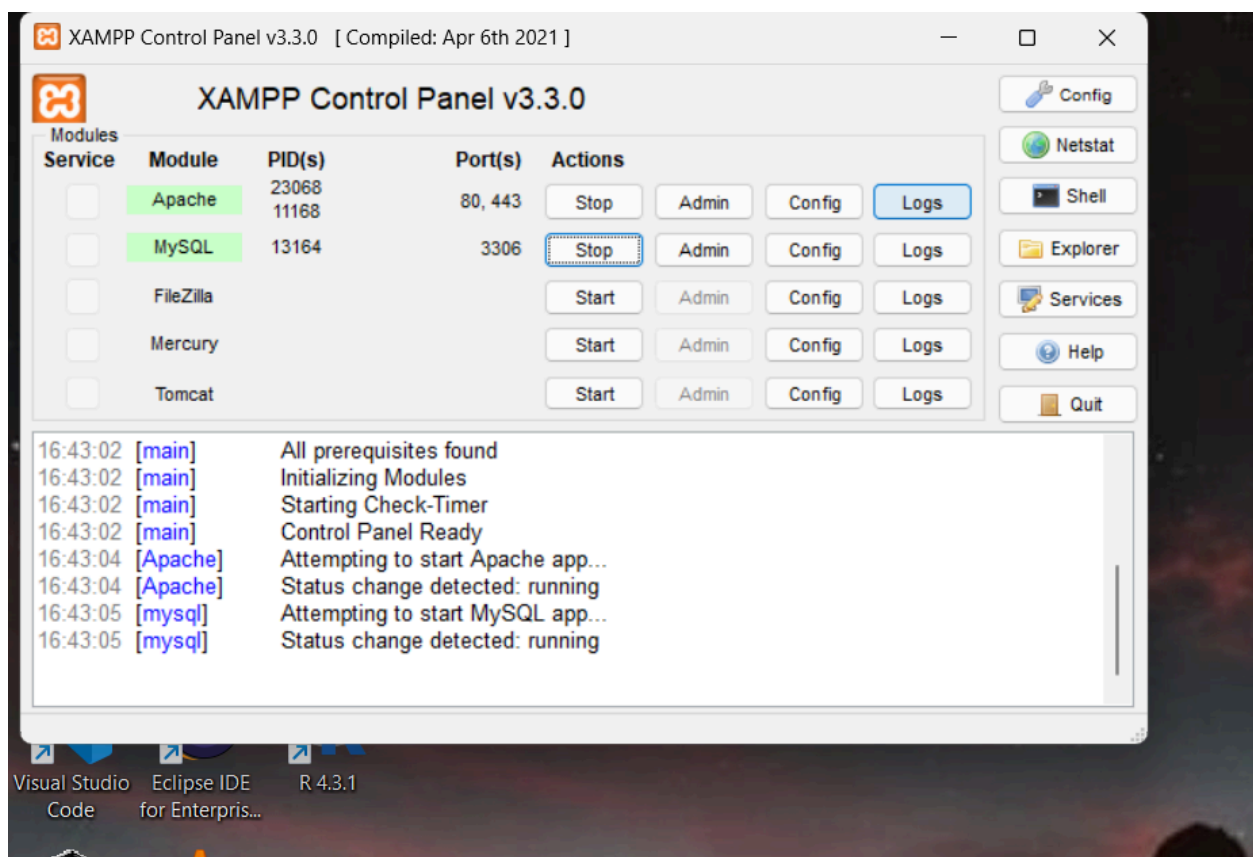 XAMPP Control Panel v3.3.0 [ Compiled: Apr 6th 2021 ]
XAMPP Control Panel v3.3.0
Config
Modules
Service Module PID(s) Port(s) Actions
Netstat
Apache 23068 11168 80, 443 Stop Admin Config Logs
Shell
MySQL 13164 3306 Stop Admin Config Logs
Explorer
FileZilla Start Admin Config Logs
Services
Mercury Start Admin Config Logs
Help
Tomcat Start Admin Config Logs
Quit
16:43:02 [main] All prerequisites found
16:43:02 [main] Initializing Modules
16:43:02 [main] Starting Check-Timer
16:43:02 [main] Control Panel Ready
16:43:04 [Apache] Attempting to start Apache app...
16:43:04 [Apache] Status change detected: running
16:43:05 [mysql] Attempting to start MySQL app...
16:43:05 [mysql] Status change detected: running
Visual Studio Code
Eclipse IDE for Enterpris...
R 4.3.1